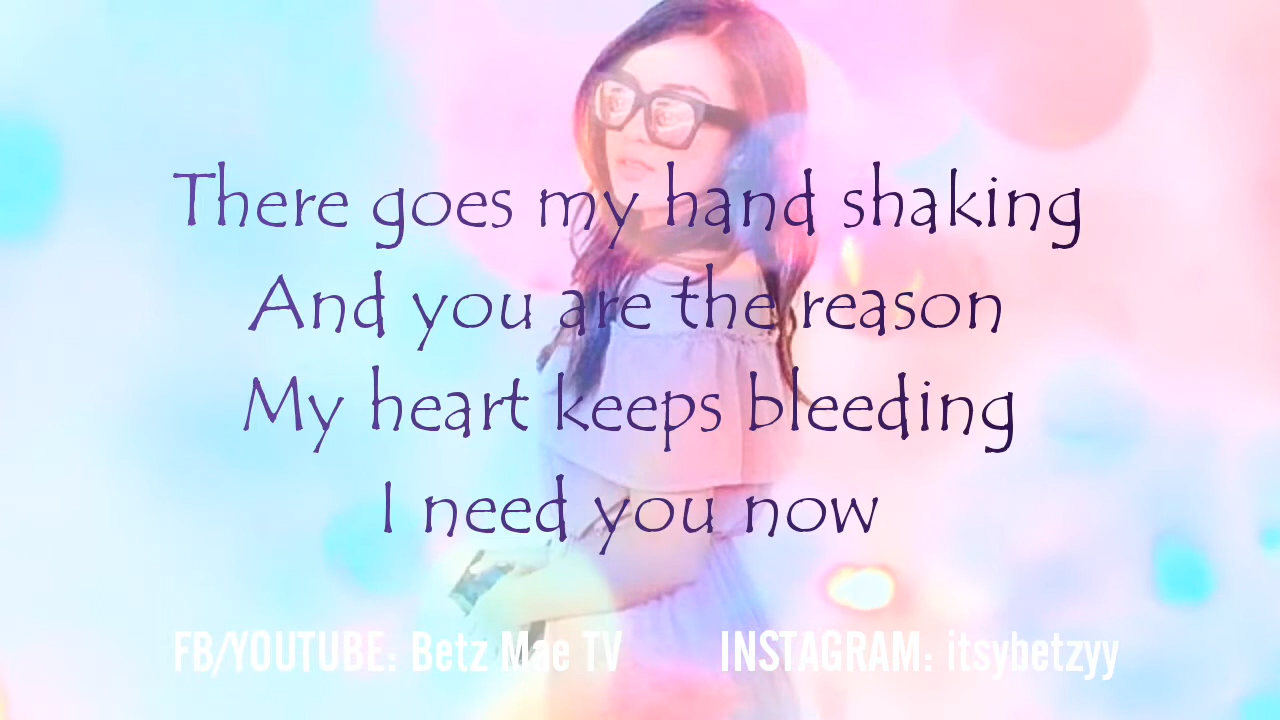 There goes my hand shaking
And you are the reason
My heart keeps bleeding
I need you now
FB/YOUTUBE: Betz Mae TV INSTAGRAM: itsybetzyy